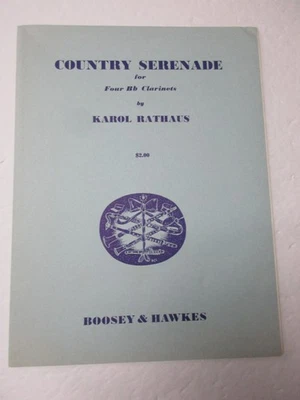 COUNTRY SERENADE
for
Four Bb Clarinets
by
KAROL RATHAUS
$2.00
BOOSEY & HAWKES